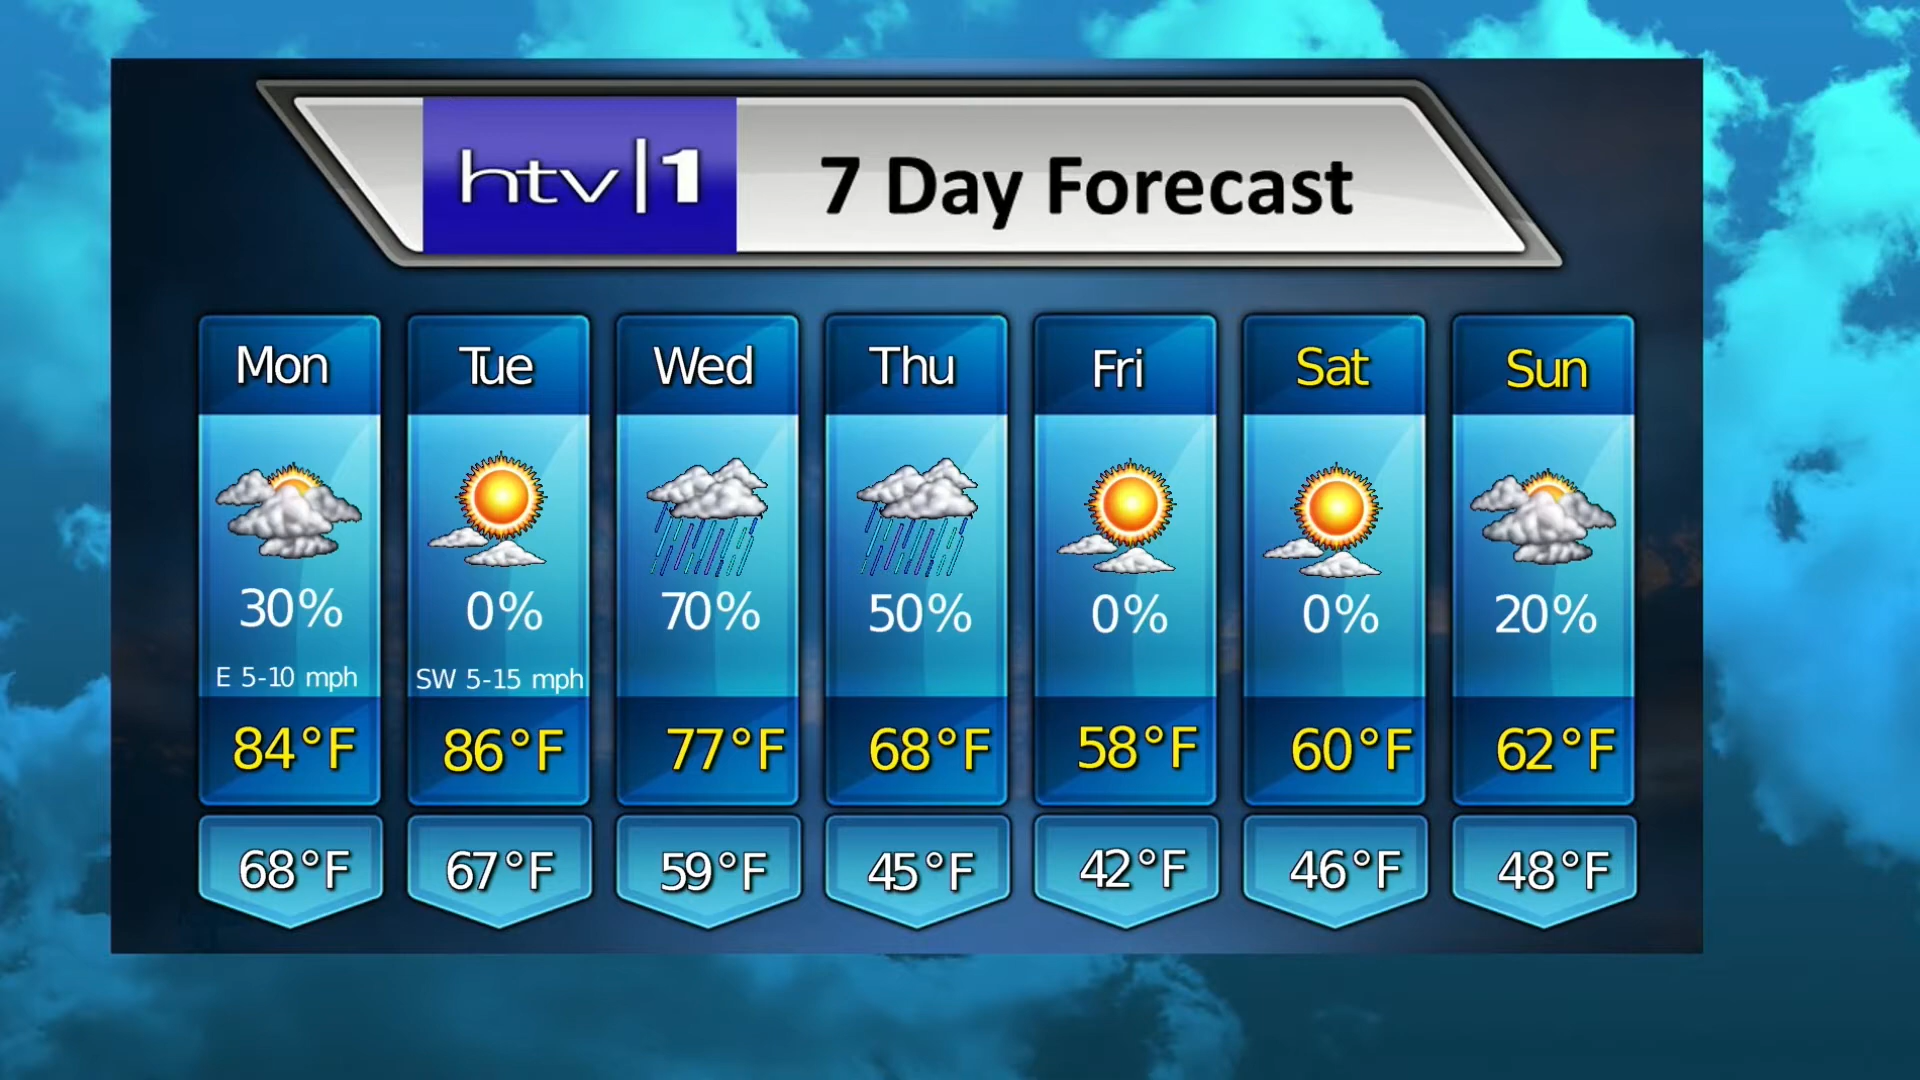 htv|1 7 Day Forecast
Mon Tue Wed Thu Fri Sat Sun
30% 0% 70% 50% 0% 0% 20%
E 5-10 mph SW 5-15 mph
84°F 86°F 77°F 68°F 58°F 60°F 62°F
68°F 67°F 59°F 45°F 42°F 46°F 48°F